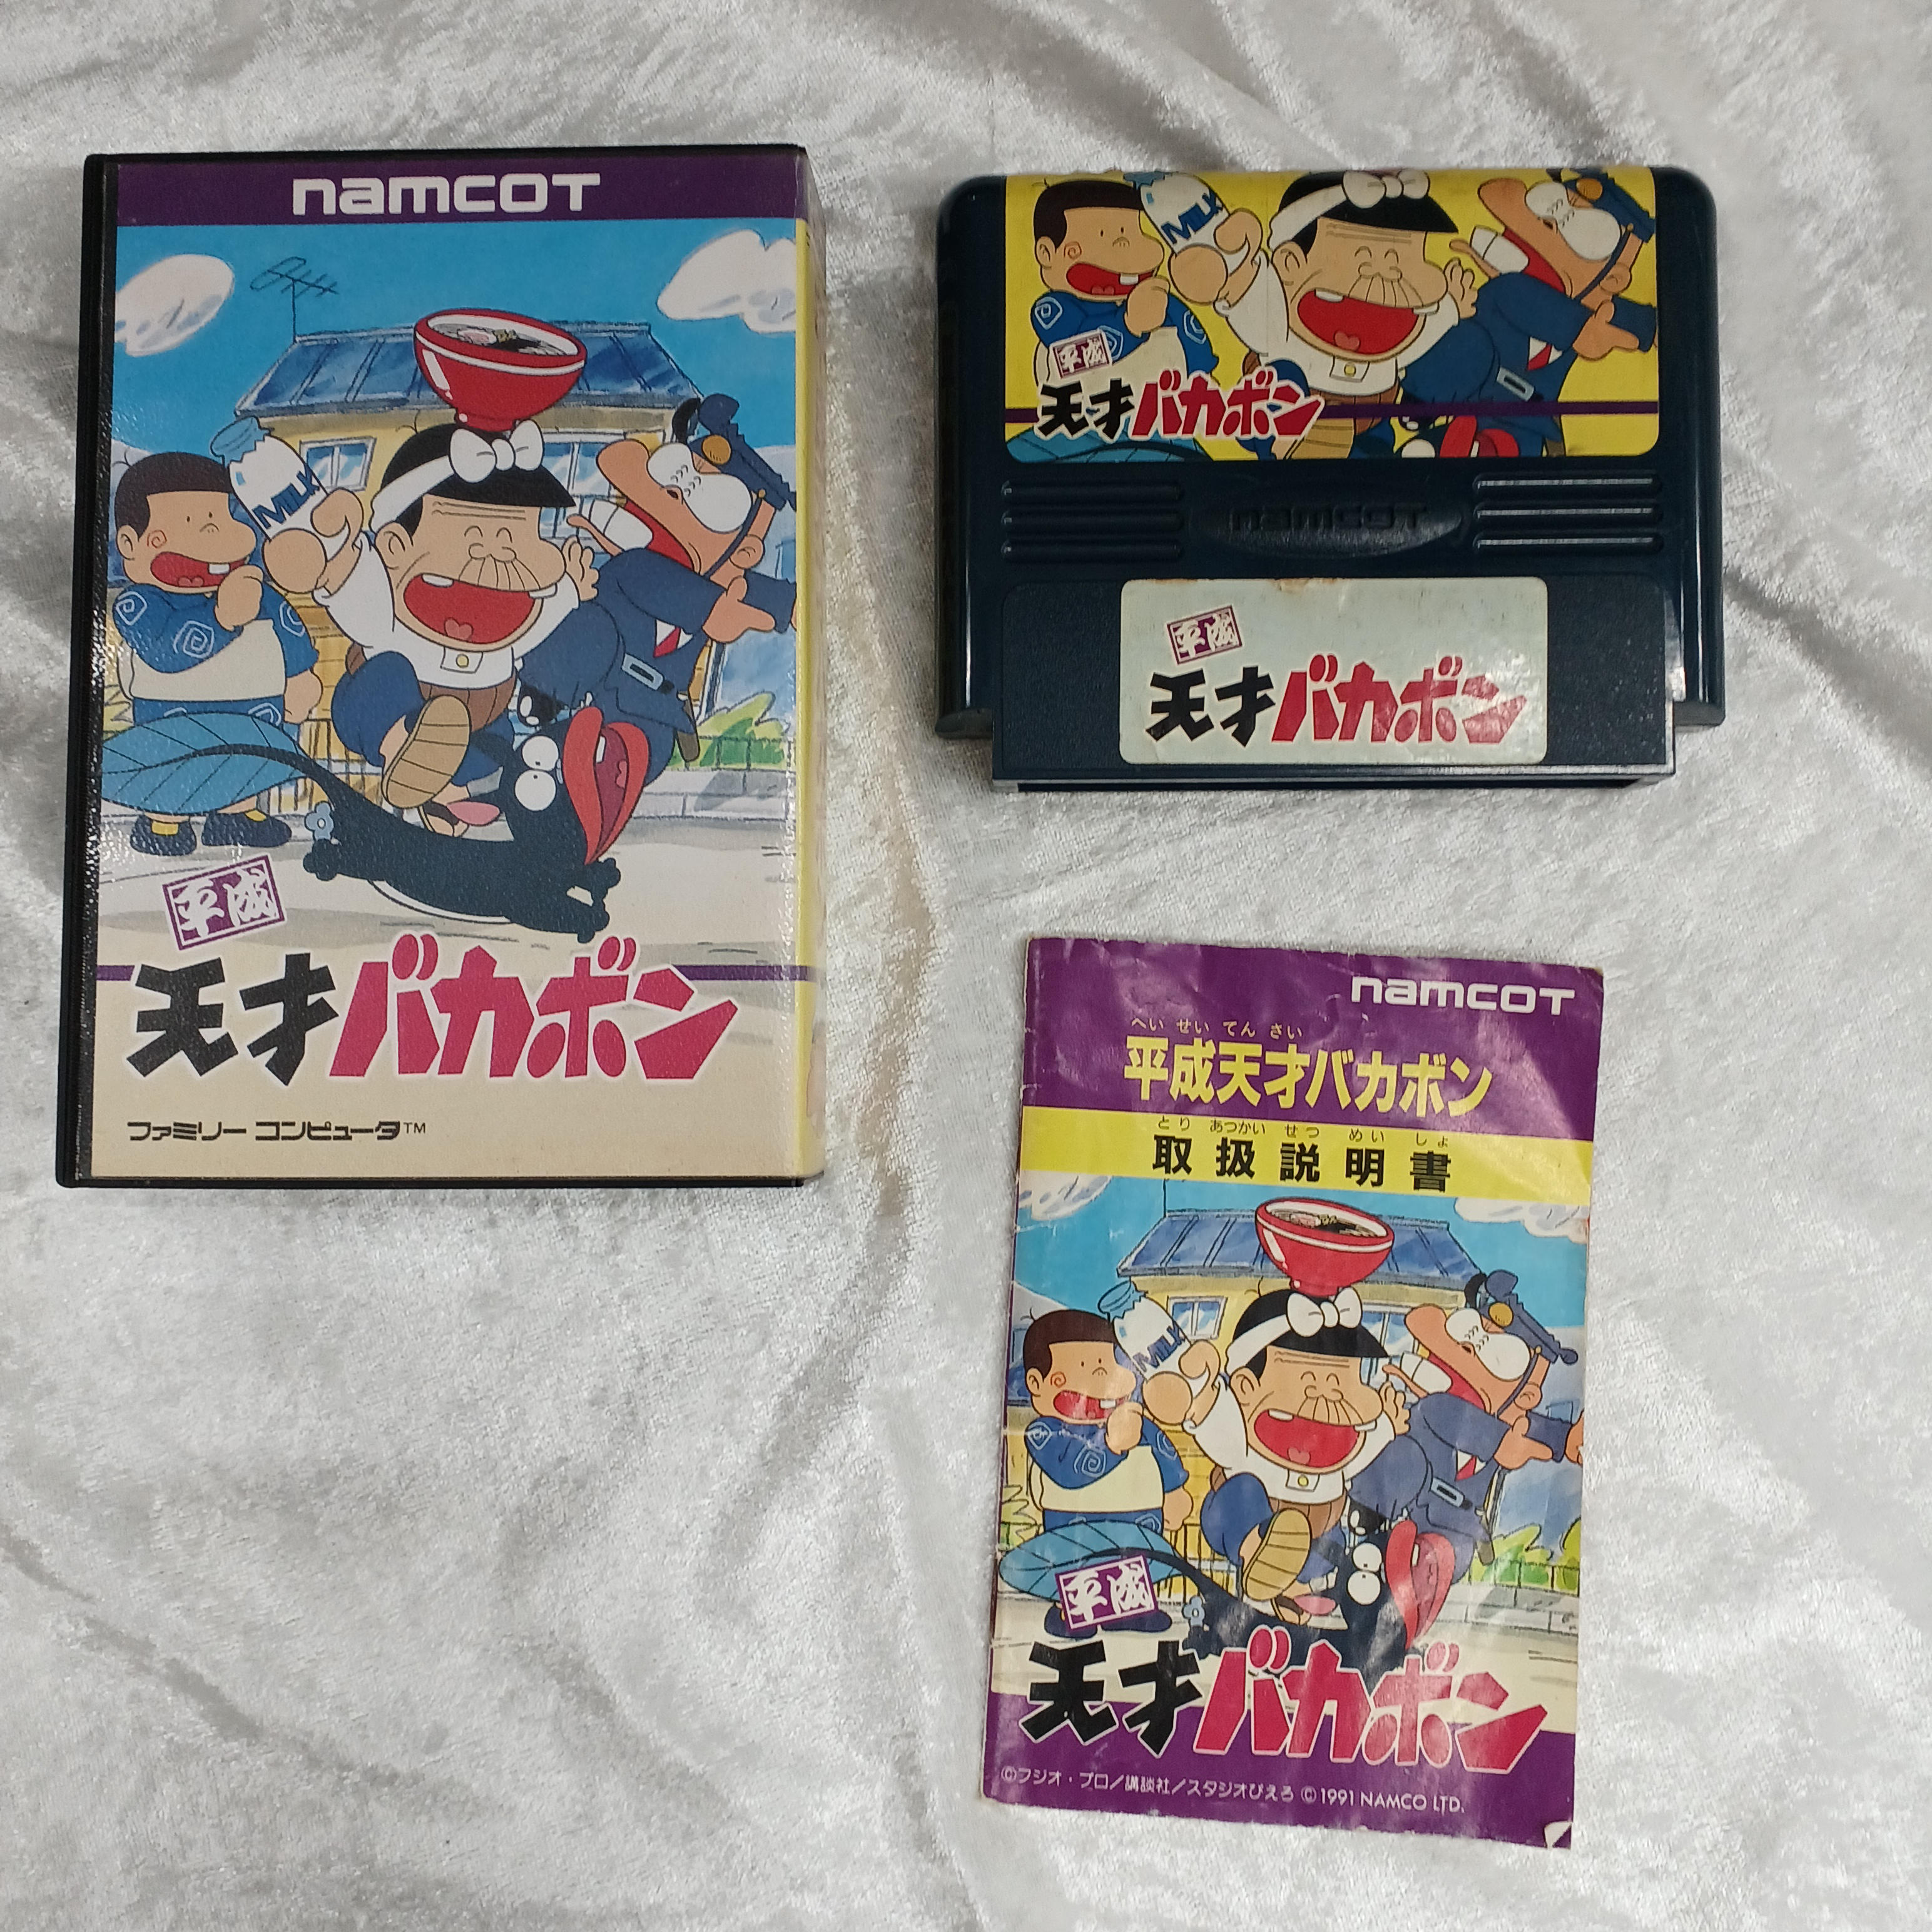 namcot
MILK
平成
天才バカボン
ファミリー コンピュータ™
MILK
平成
天才バカボン
namcot
平成
天才バカボン
namcot
へい せい てん さい
平成天才バカボン
とり あつかい せつ めい しょ
取扱説明書
MILK
平成
天才バカボン
©フジオ・プロ/講談社/スタジオぴえろ ©1991 NAMCO LTD.